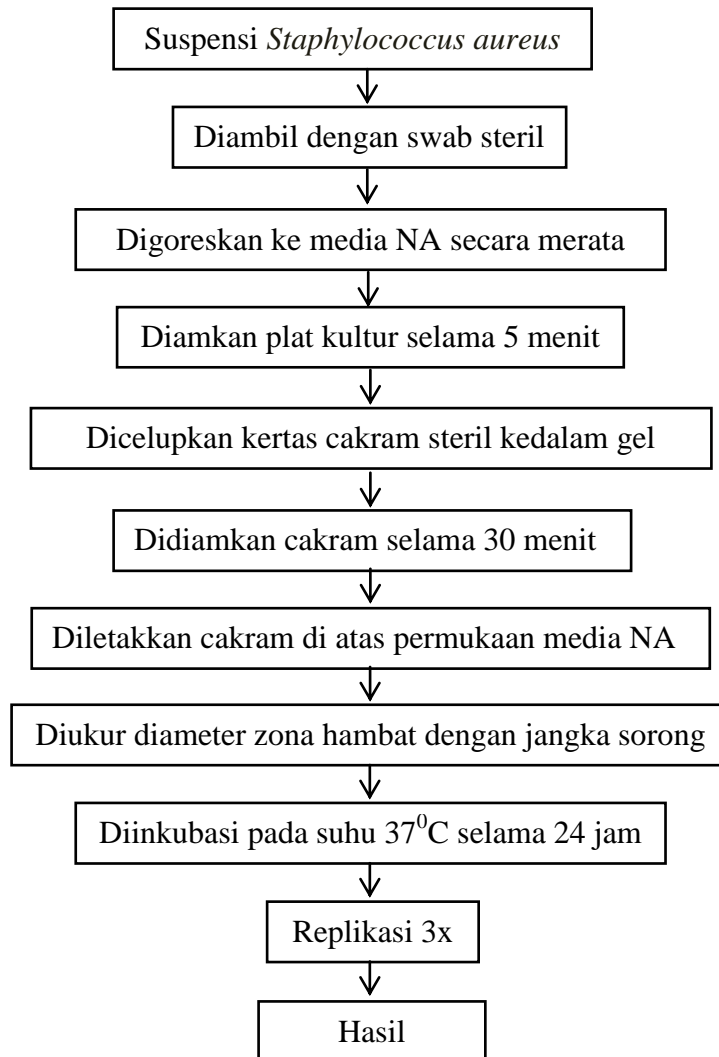 Suspensi Staphylococcus aureus
Diambil dengan swab steril
Digoreskan ke media NA secara merata
Diamkan plat kultur selama 5 menit
Dicelupkan kertas cakram steril kedalam gel
Didiamkan cakram selama 30 menit
Diletakkan cakram di atas permukaan media NA
Diukur diameter zona hambat dengan jangka sorong
Diinkubasi pada suhu 37⁰C selama 24 jam
Replikasi 3x
Hasil